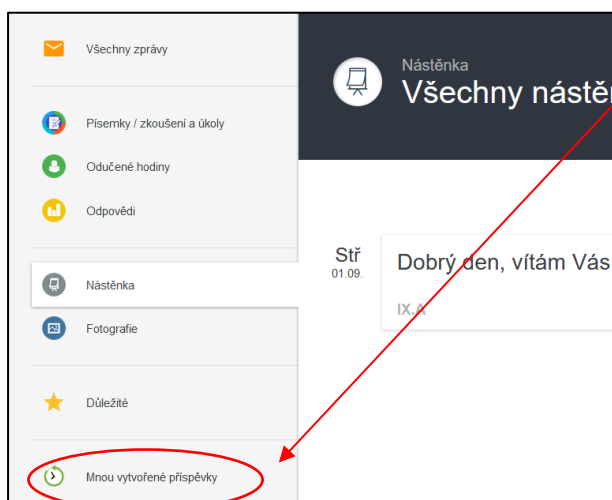 Všechny zprávy
Písemky / zkoušení a úkoly
Odučené hodiny
Odpovědi
Nástěnka
Fotografie
Důležité
Mnou vytvořené příspěvky
Nástěnka
Všechny nástě
Stř
01.09.
Dobrý den, vítám Vás
IX.A